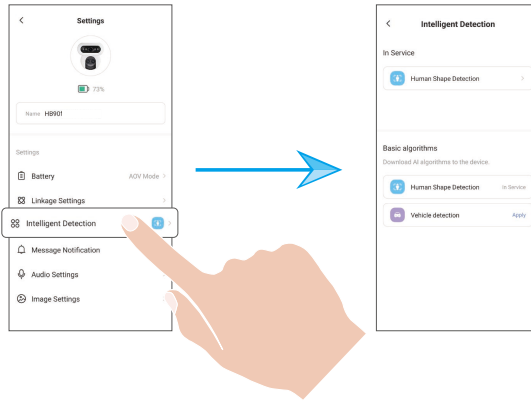 Settings
73%
Name HB901
Settings
Battery AOV Mode
Linkage Settings
Intelligent Detection
Message Notification
Audio Settings
Image Settings
Intelligent Detection
In Service
Human Shape Detection
Basic algorithms
Download AI algorithms to the device.
Human Shape Detection In Service
Vehicle detection Apply